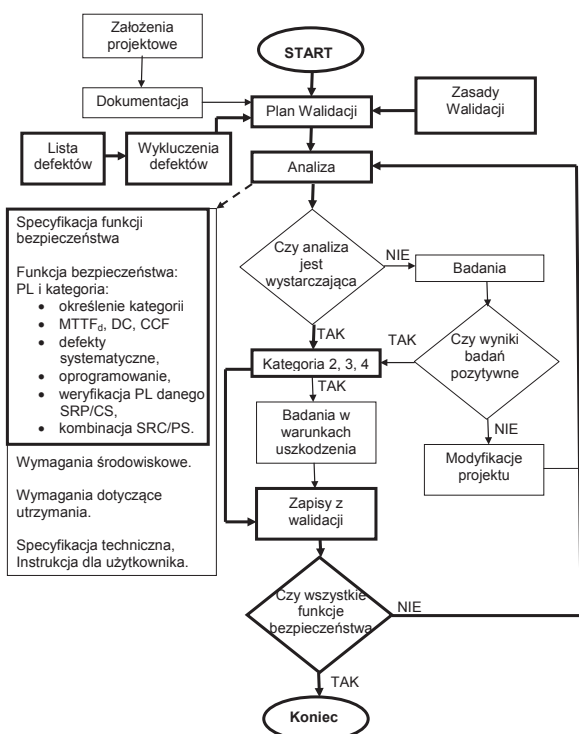 Założenia
projektowe
START
Dokumentacja
Plan Walidacji
Zasady
Walidacji
Lista
defektów
Wykluczenia
defektów
Analiza
Specyfikacja funkcji
bezpieczeństwa
Funkcja bezpieczeństwa:
PL i kategoria:
• określenie kategorii
• MTTFd, DC, CCF
• defekty
systematyczne,
• oprogramowanie,
• weryfikacja PL danego
SRP/CS,
• kombinacja SRC/PS.
Wymagania środowiskowe.
Wymagania dotyczące
utrzymania.
Specyfikacja techniczna,
Instrukcja dla użytkownika.
Czy analiza
jest
wystarczająca
NIE
Badania
TAK
Czy wyniki
badań
pozytywne
TAK
NIE
Modyfikacje
projektu
Kategoria 2, 3, 4
TAK
Badania w
warunkach
uszkodzenia
Zapisy z
walidacji
Czy wszystkie
funkcje
bezpieczeństwa
NIE
TAK
Koniec